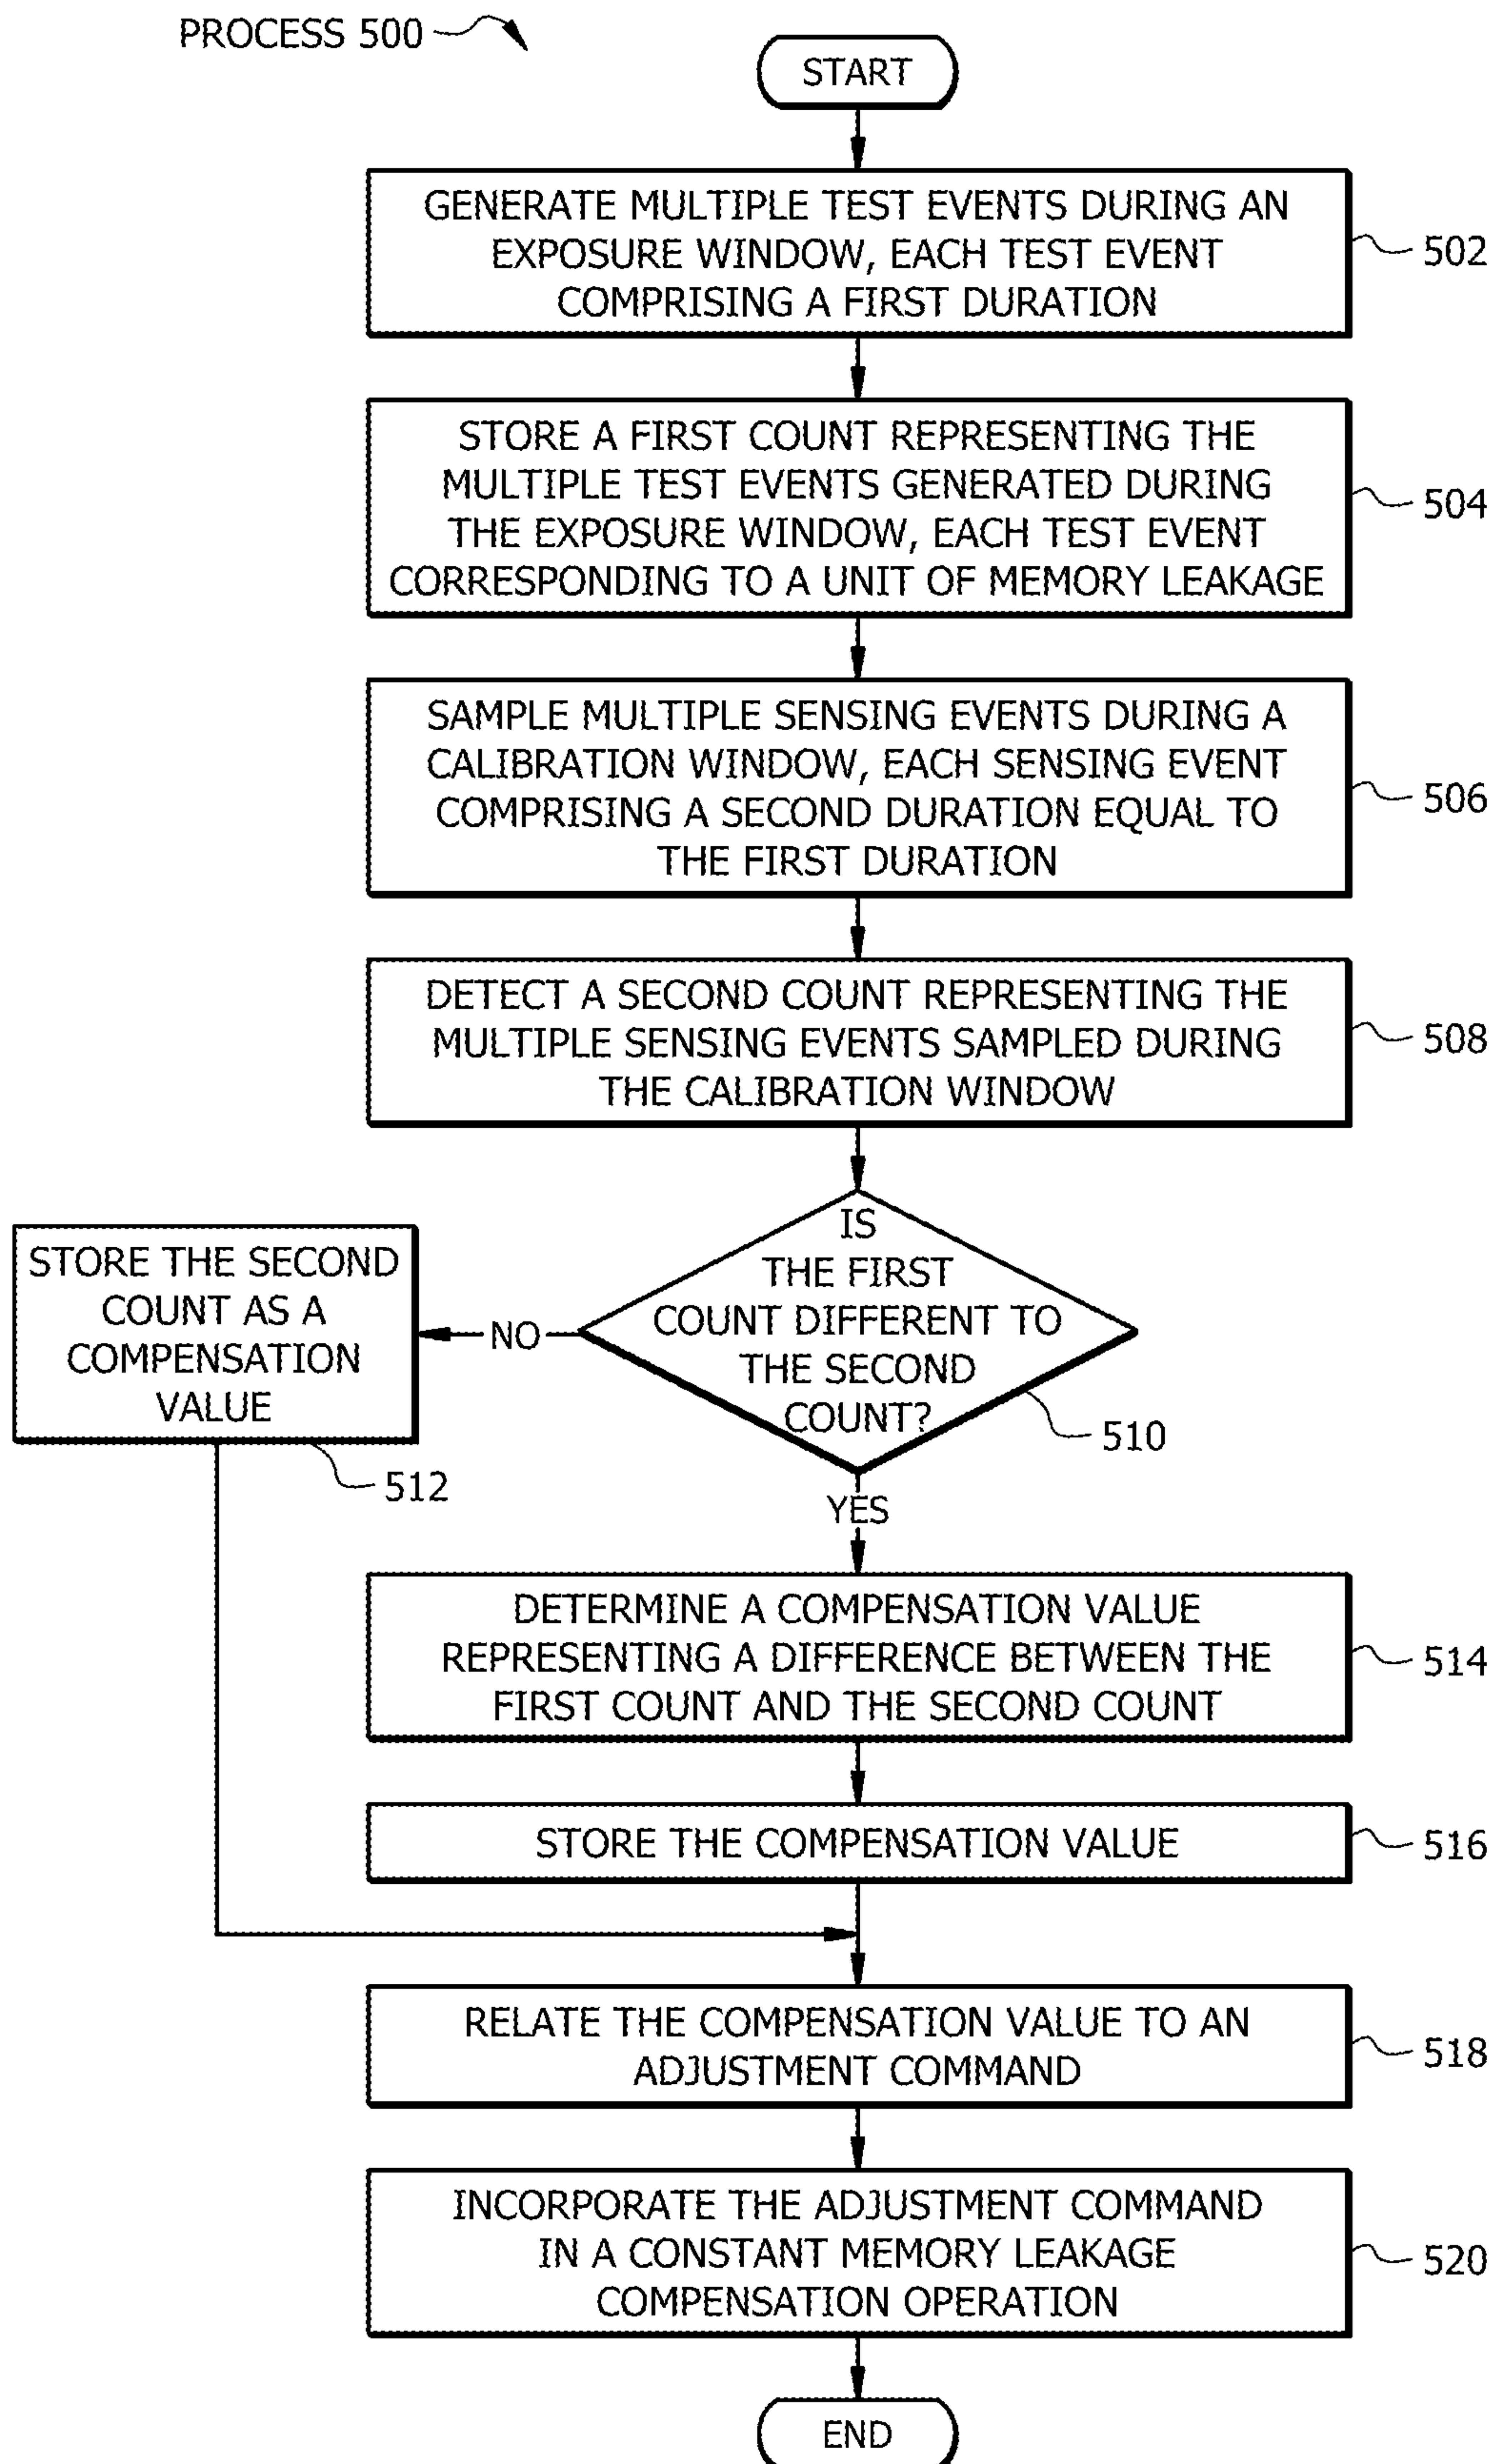 PROCESS 500
START
GENERATE MULTIPLE TEST EVENTS DURING AN
EXPOSURE WINDOW, EACH TEST EVENT
COMPRISING A FIRST DURATION
502
STORE A FIRST COUNT REPRESENTING THE
MULTIPLE TEST EVENTS GENERATED DURING
THE EXPOSURE WINDOW, EACH TEST EVENT
CORRESPONDING TO A UNIT OF MEMORY LEAKAGE
504
SAMPLE MULTIPLE SENSING EVENTS DURING A
CALIBRATION WINDOW, EACH SENSING EVENT
COMPRISING A SECOND DURATION EQUAL TO
THE FIRST DURATION
506
DETECT A SECOND COUNT REPRESENTING THE
MULTIPLE SENSING EVENTS SAMPLED DURING
THE CALIBRATION WINDOW
508
IS
THE FIRST
COUNT DIFFERENT TO
THE SECOND
COUNT?
510
NO
STORE THE SECOND
COUNT AS A
COMPENSATION
VALUE
512
YES
DETERMINE A COMPENSATION VALUE
REPRESENTING A DIFFERENCE BETWEEN THE
FIRST COUNT AND THE SECOND COUNT
514
STORE THE COMPENSATION VALUE
516
RELATE THE COMPENSATION VALUE TO AN
ADJUSTMENT COMMAND
518
INCORPORATE THE ADJUSTMENT COMMAND
IN A CONSTANT MEMORY LEAKAGE
COMPENSATION OPERATION
520
END